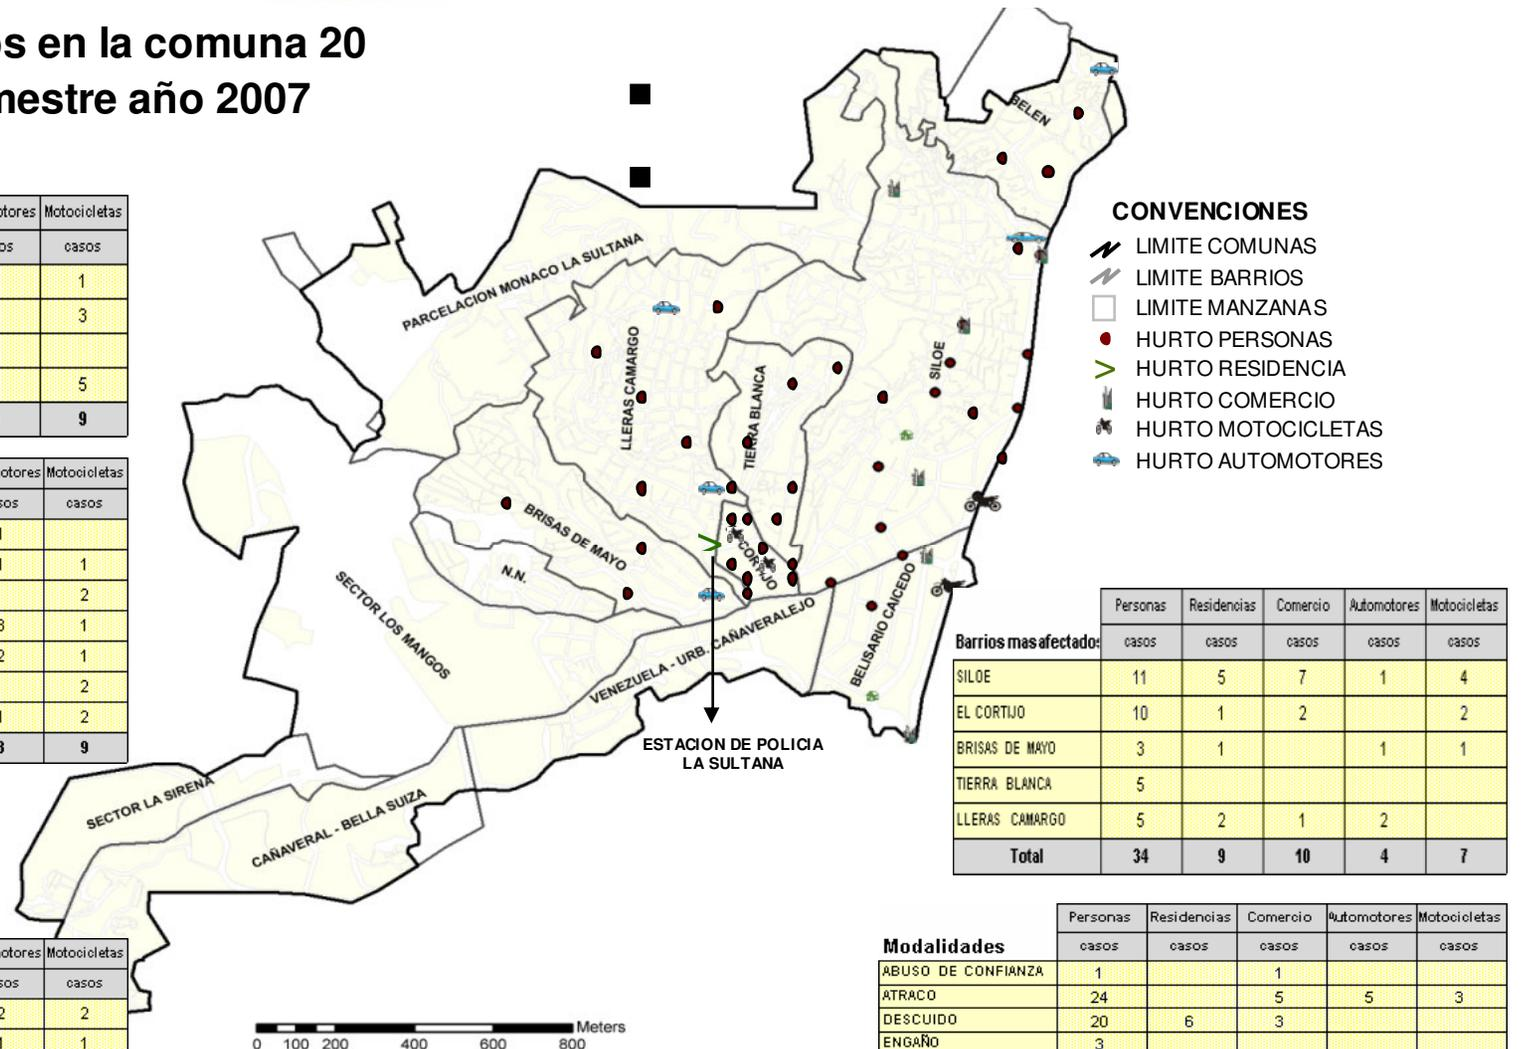 os en la comuna 20
mestre año 2007
otores Motocicletas
os casos
1
3
5
9
otores Motocicletas
sos casos
1
2
3 1
2 1
2
2
3 9
otores Motocicletas
sos casos
2 2
1
BELEN
PARCELACION MONACO LA SULTANA
LLERAS CAMARGO
TIERRA BLANCA
SILOE
BRISAS DE MAYO
N.N.
CORTIJO
SECTOR LOS MANGOS
VENEZUELA - URB. CAÑAVERALEJO
BELISARIO CAICEDO
SECTOR LA SIRENA
CAÑAVERAL - BELLA SUIZA
ESTACION DE POLICIA
LA SULTANA
0 100 200 400 600 800 Meters
CONVENCIONES
LIMITE COMUNAS
LIMITE BARRIOS
LIMITE MANZANAS
HURTO PERSONAS
HURTO RESIDENCIA
HURTO COMERCIO
HURTO MOTOCICLETAS
HURTO AUTOMOTORES
Personas Residencias Comercio Automotores Motocicletas
Barrios mas afectados casos casos casos casos casos
SILOE 11 5 7 1 4
EL CORTIJO 10 1 2 2
BRISAS DE MAYO 3 1 1 1
TIERRA BLANCA 5
LLERAS CAMARGO 5 2 1 2
Total 34 9 10 4 7
Personas Residencias Comercio Automotores Motocicletas
Modalidades casos casos casos casos casos
ABUSO DE CONFIANZA 1 1
ATRACO 24 5 5 3
DESCUIDO 20 6 3
ENGAÑO 3